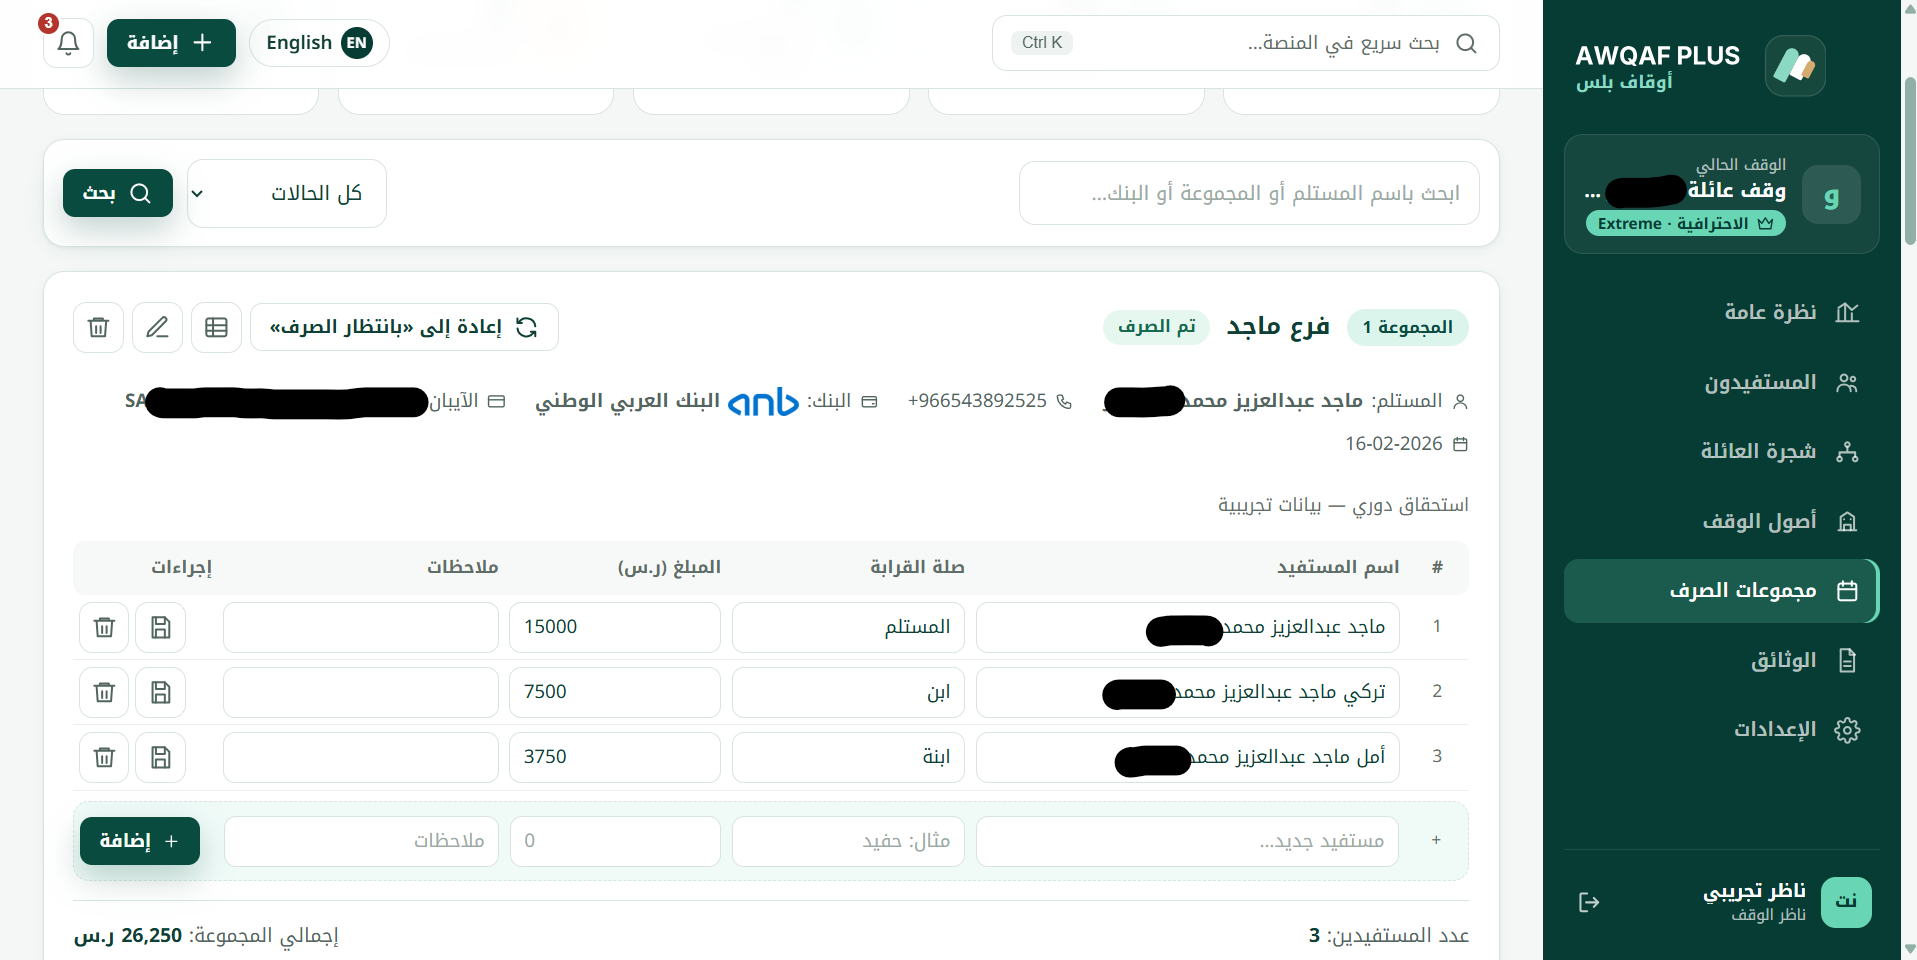 AWQAF PLUS
أوقاف بلس
الوقف الحالي
وقف عائلة ...
و
الاحترافية · Extreme
نظرة عامة
المستفيدون
شجرة العائلة
أصول الوقف
مجموعات الصرف
الوثائق
الإعدادات
نت
ناظر تجريبي
ناظر الوقف
بحث سريع في المنصة...
Ctrl K
English EN
إضافة
3
ابحث باسم المستلم أو المجموعة أو البنك...
كل الحالات
بحث
المجموعة 1 فرع ماجد تم الصرف
إعادة إلى «بانتظار الصرف»
المستلم: ماجد عبدالعزيز محمد +966543892525 البنك: anb البنك العربي الوطني الآيبان SA
16-02-2026
استحقاق دوري — بيانات تجريبية
# اسم المستفيد صلة القرابة المبلغ (ر.س) ملاحظات إجراءات
1 ماجد عبدالعزيز محمد المستلم 15000
2 تركي ماجد عبدالعزيز محمد ابن 7500
3 أمل ماجد عبدالعزيز محمد ابنة 3750
+ مستفيد جديد... مثال: حفيد 0 ملاحظات + إضافة
عدد المستفيدين: 3 إجمالي المجموعة: 26,250 ر.س